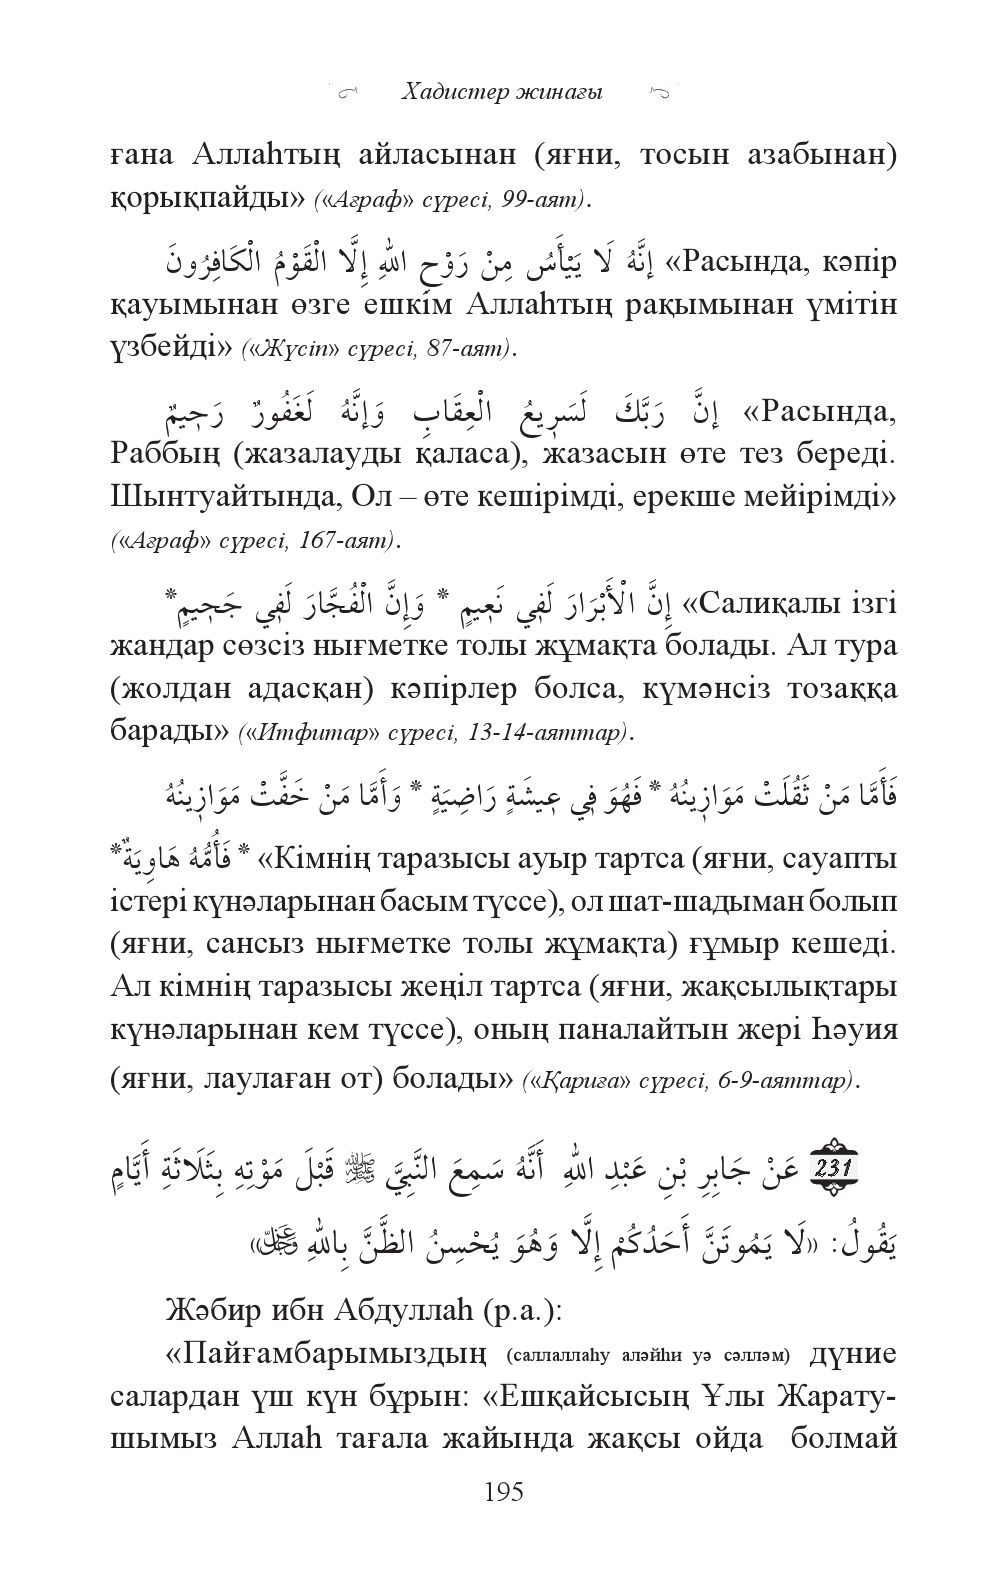 Хадистер жинағы
ғана Аллаһтың айласынан (яғни, тосын азабынан)
қорықпайды» («Ағраф» сүресі, 99-аят).
إنَّهُ لَا يَيْأَسُ مِنْ رَوْحِ اللهِ إِلَّا الْقَوْمُ الْكَافِرُونَ «Расында, кәпір
қауымынан өзге ешкім Аллаһтың рақымынан үмітін
үзбейді» («Жүсіп» сүресі, 87-аят).
إنَّ رَبَّكَ لَسَرِيعُ الْعِقَابِ وَإنَّهُ لَغَفُورٌ رَحِيمٌ «Расында,
Раббың (жазалауды қаласа), жазасын өте тез береді.
Шынтуайтында, Ол – өте кешірімді, ерекше мейірімді»
(«Ағраф» сүресі, 167-аят).
إِنَّ الْأَبْرَارَ لَفِي نَعِيمٍ * وَإِنَّ الْفُجَّارَ لَفِي جَحِيمٍ* «Салиқалы ізгі
жандар сөзсіз нығметке толы жұмақта болады. Ал тура
(жолдан адасқан) кәпірлер болса, күмәнсіз тозаққа
барады» («Итфитар» сүресі, 13-14-аяттар).
فَأَمَّا مَنْ ثَقُلَتْ مَوَازِينُهُ * فَهُوَ فِي عِيشَةٍ رَاضِيَةٍ * وَأَمَّا مَنْ خَفَّتْ مَوَازِينُهُ
* فَأُمُّهُ هَاوِيَةٌ* «Кімнің таразысы ауыр тартса (яғни, сауапты
істері күнәларынан басым түссе), ол шат-шадыман болып
(яғни, сансыз нығметке толы жұмақта) ғұмыр кешеді.
Ал кімнің таразысы жеңіл тартса (яғни, жақсылықтары
күнәларынан кем түссе), оның паналайтын жері Һәуия
(яғни, лаулаған от) болады» («Қариға» сүресі, 6-9-аяттар).
231 عَنْ جَابِرِ بْنِ عَبْدِ اللهِ أَنَّهُ سَمِعَ النَّبِيَّ ﷺ قَبْلَ مَوْتِهِ بِثَلَاثَةِ أَيَّامٍ
يَقُولُ: «لَا يَمُوتَنَّ أَحَدُكُمْ إِلَّا وَهُوَ يُحْسِنُ الظَّنَّ بِاللهِ عَزَّ وَجَلَّ»
Жәбир ибн Абдуллаһ (р.а.):
«Пайғамбарымыздың (саллаллаһу аләйһи уә сәлләм) дүние
салардан үш күн бұрын: «Ешқайсысың Ұлы Жарату-
шымыз Аллаһ тағала жайында жақсы ойда болмай
195